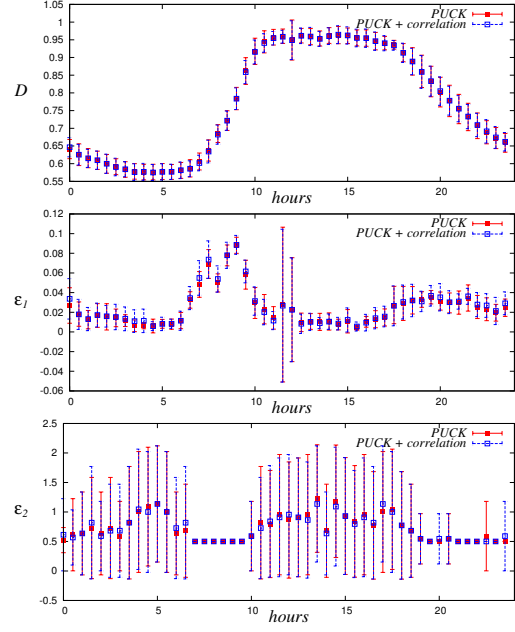 1.05
1
0.95
0.9
0.85
0.8
0.75
0.7
0.65
0.6
0.55
0.5
D
PUCK
PUCK + correlation
0 5 10 15 20
hours
0.12
0.1
0.08
0.06
0.04
0.02
0
-0.02
-0.04
-0.06
ε1
PUCK
PUCK + correlation
0 5 10 15 20
hours
2.5
2
1.5
1
0.5
0
-0.5
ε2
PUCK
PUCK + correlation
0 5 10 15 20
hours